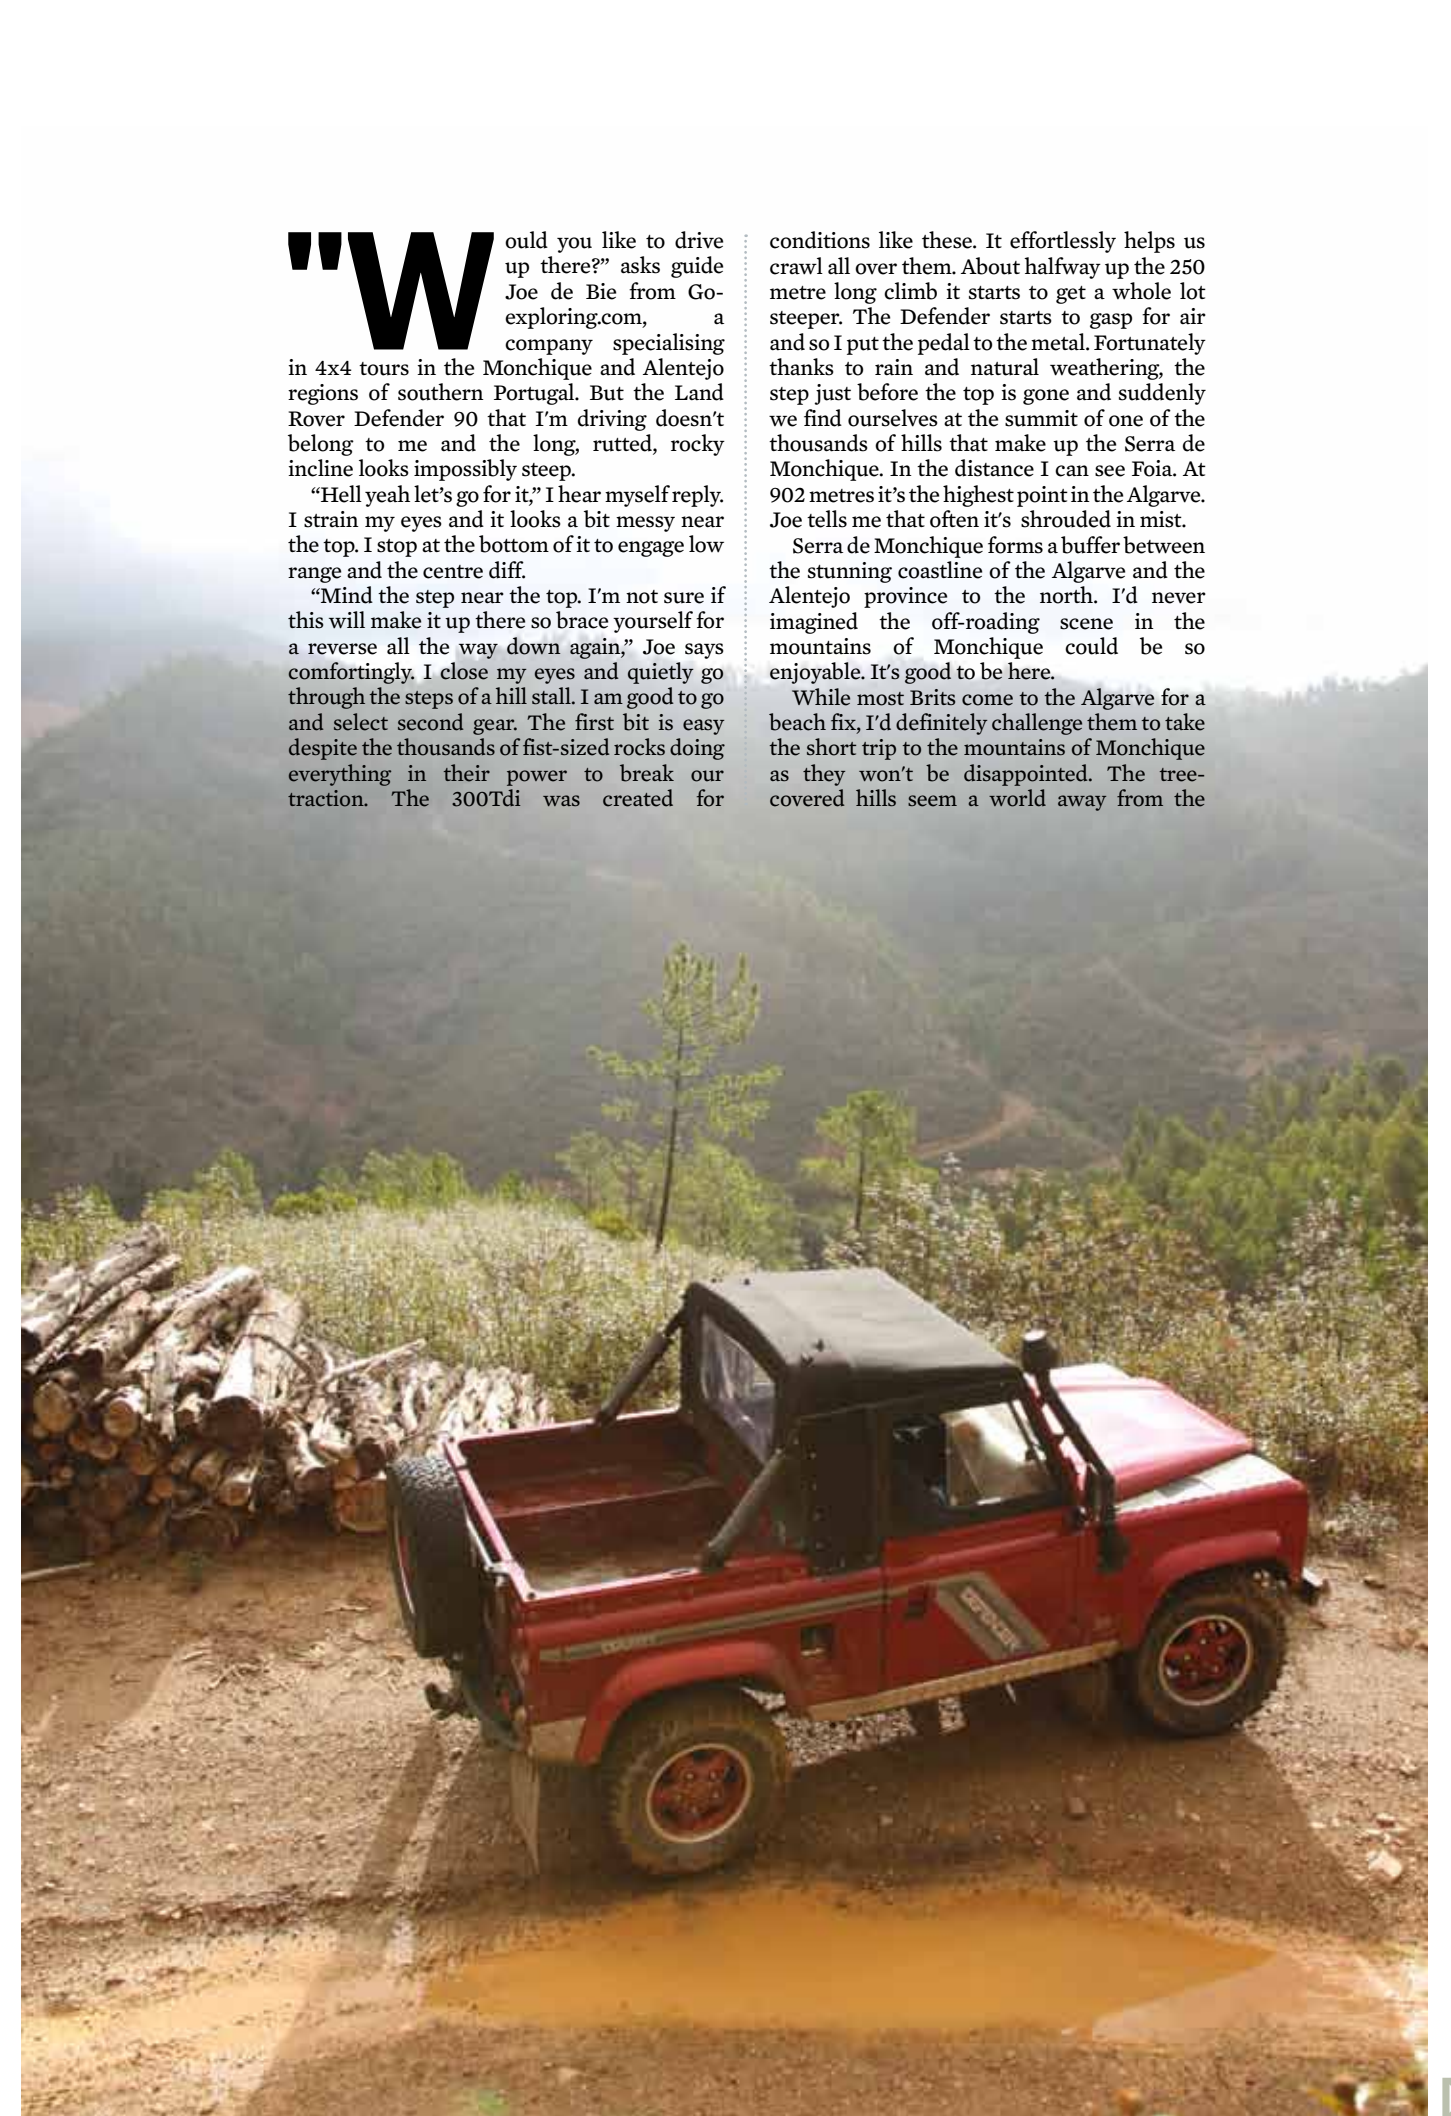 "Would you like to drive
up there?” asks guide
Joe de Bie from Go-
exploring.com, a
company specialising
in 4x4 tours in the Monchique and Alentejo
regions of southern Portugal. But the Land
Rover Defender 90 that I'm driving doesn't
belong to me and the long, rutted, rocky
incline looks impossibly steep.
“Hell yeah let’s go for it,” I hear myself reply.
I strain my eyes and it looks a bit messy near
the top. I stop at the bottom of it to engage low
range and the centre diff.
“Mind the step near the top. I'm not sure if
this will make it up there so brace yourself for
a reverse all the way down again,” Joe says
comfortingly. I close my eyes and quietly go
through the steps of a hill stall. I am good to go
and select second gear. The first bit is easy
despite the thousands of fist-sized rocks doing
everything in their power to break our
traction. The 300Tdi was created for
conditions like these. It effortlessly helps us
crawl all over them. About halfway up the 250
metre long climb it starts to get a whole lot
steeper. The Defender starts to gasp for air
and so I put the pedal to the metal. Fortunately
thanks to rain and natural weathering, the
step just before the top is gone and suddenly
we find ourselves at the summit of one of the
thousands of hills that make up the Serra de
Monchique. In the distance I can see Foia. At
902 metres it’s the highest point in the Algarve.
Joe tells me that often it's shrouded in mist.
Serra de Monchique forms a buffer between
the stunning coastline of the Algarve and the
Alentejo province to the north. I'd never
imagined the off-roading scene in the
mountains of Monchique could be so
enjoyable. It's good to be here.
While most Brits come to the Algarve for a
beach fix, I'd definitely challenge them to take
the short trip to the mountains of Monchique
as they won't be disappointed. The tree-
covered hills seem a world away from the
DEFENDER